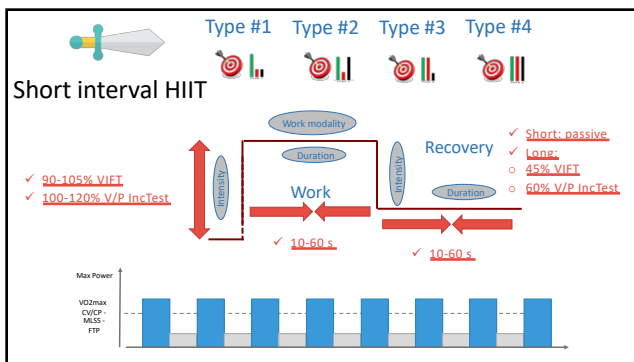 Type #1
Type #2
Type #3
Type #4
Short interval HIIT
Work modality
Duration
Intensity
Work
✓ 90-105% VIFT
✓ 100-120% V/P IncTest
✓ 10-60 s
Recovery
Intensity
Duration
✓ Short: passive
✓ Long:
○ 45% VIFT
○ 60% V/P IncTest
✓ 10-60 s
Max Power
VO2max
CV/CP -
MLSS -
FTP